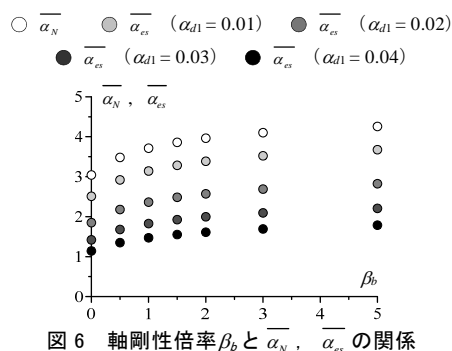 ○ α_N ● α_es (α_d1 = 0.01) ● α_es (α_d1 = 0.02)
● α_es (α_d1 = 0.03) ● α_es (α_d1 = 0.04)
α_N , α_es
5
4
3
2
1
0
β_b
0 1 2 3 4 5
図 6 軸剛性倍率β_bと α_N , α_es の関係